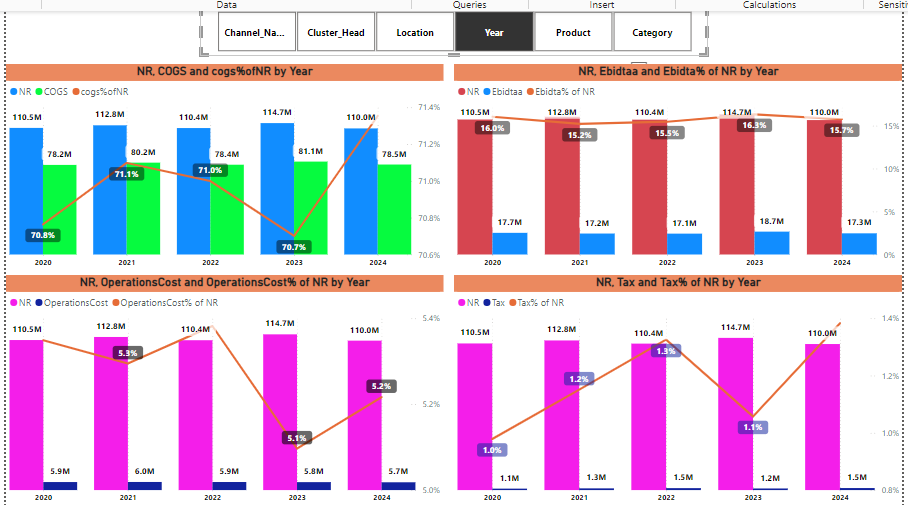 Data Queries Insert Calculations Sensiti
Channel_Na... Cluster_Head Location Year Product Category
NR, COGS and cogs%ofNR by Year
NR COGS cogs%ofNR
110.5M 112.8M 110.4M 114.7M 110.0M
78.2M 80.2M 78.4M 81.1M 78.5M
70.8% 71.1% 71.0% 70.7%
71.4%
71.2%
71.0%
70.8%
70.6%
2020 2021 2022 2023 2024
NR, Ebidtaa and Ebidta% of NR by Year
NR Ebidtaa Ebidta% of NR
110.5M 112.8M 110.4M 114.7M 110.0M
16.0% 15.2% 15.5% 16.3% 15.7%
17.7M 17.2M 17.1M 18.7M 17.3M
15%
10%
5%
0%
2020 2021 2022 2023 2024
NR, OperationsCost and OperationsCost% of NR by Year
NR OperationsCost OperationsCost% of NR
110.5M 112.8M 110.4M 114.7M 110.0M
5.3% 5.1% 5.2%
5.9M 6.0M 5.9M 5.8M 5.7M
5.4%
5.2%
5.0%
2020 2021 2022 2023 2024
NR, Tax and Tax% of NR by Year
NR Tax Tax% of NR
110.5M 112.8M 110.4M 114.7M 110.0M
1.0% 1.2% 1.3% 1.1%
1.1M 1.3M 1.5M 1.2M 1.5M
1.4%
1.2%
1.0%
0.8%
2020 2021 2022 2023 2024